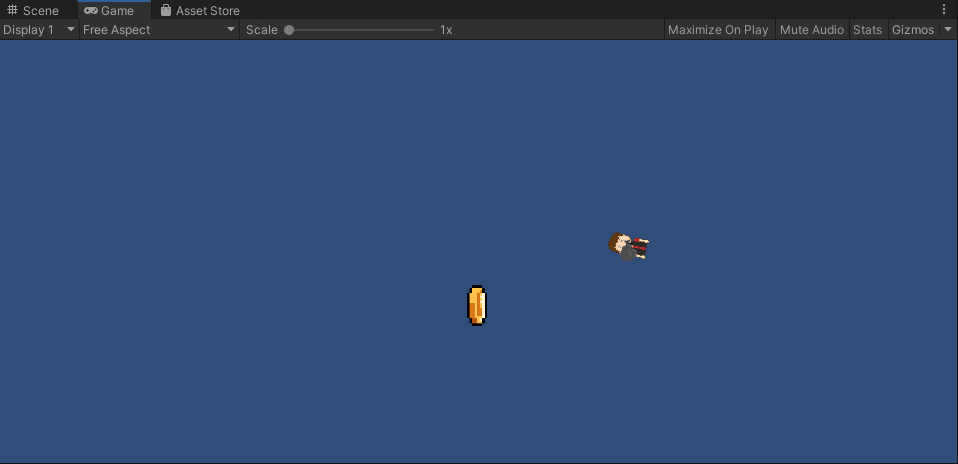 Scene Game Asset Store
Display 1 Free Aspect Scale 1x Maximize On Play Mute Audio Stats Gizmos